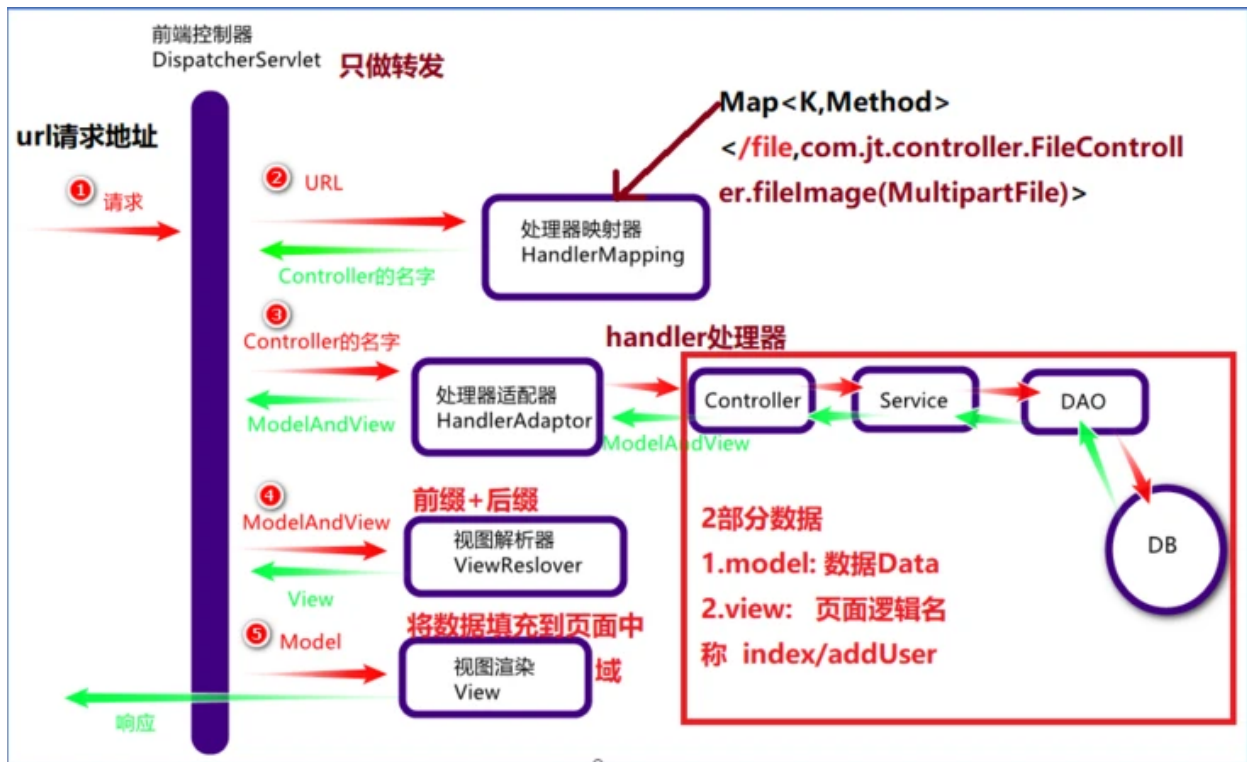 前端控制器
DispatcherServlet
只做转发
url请求地址
Map<K,Method>
</file,com.jt.controller.FileControll
er.fileImage(MultipartFile)>
1 请求
2 URL
处理器映射器
HandlerMapping
Controller的名字
3
Controller的名字
handler处理器
处理器适配器
HandlerAdaptor
ModelAndView
Controller
Service
DAO
ModelAndView
4
ModelAndView
前缀+后缀
视图解析器
ViewReslover
View
2部分数据
1.model: 数据Data
2.view: 页面逻辑名
称 index/addUser
DB
5 Model
将数据填充到页面中
域
视图渲染
View
响应